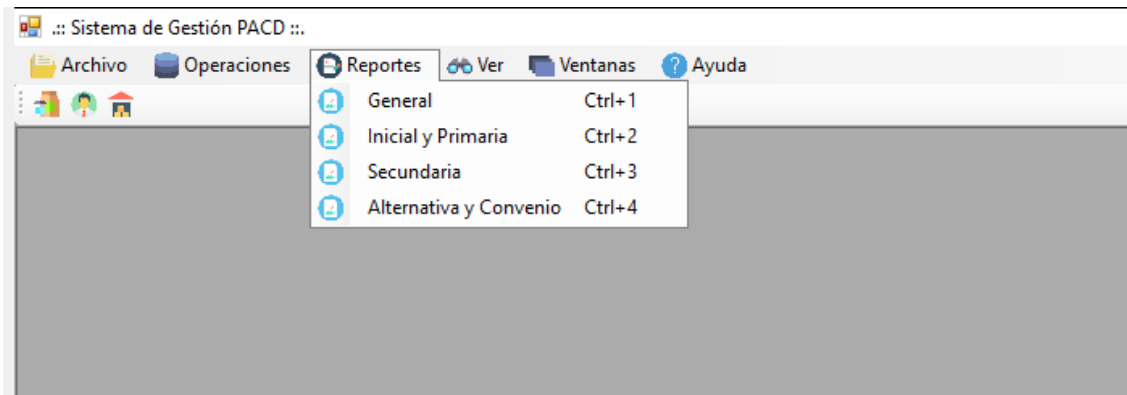 .:: Sistema de Gestión PACD ::.
Archivo Operaciones Reportes Ver Ventanas ? Ayuda
General Ctrl+1
Inicial y Primaria Ctrl+2
Secundaria Ctrl+3
Alternativa y Convenio Ctrl+4